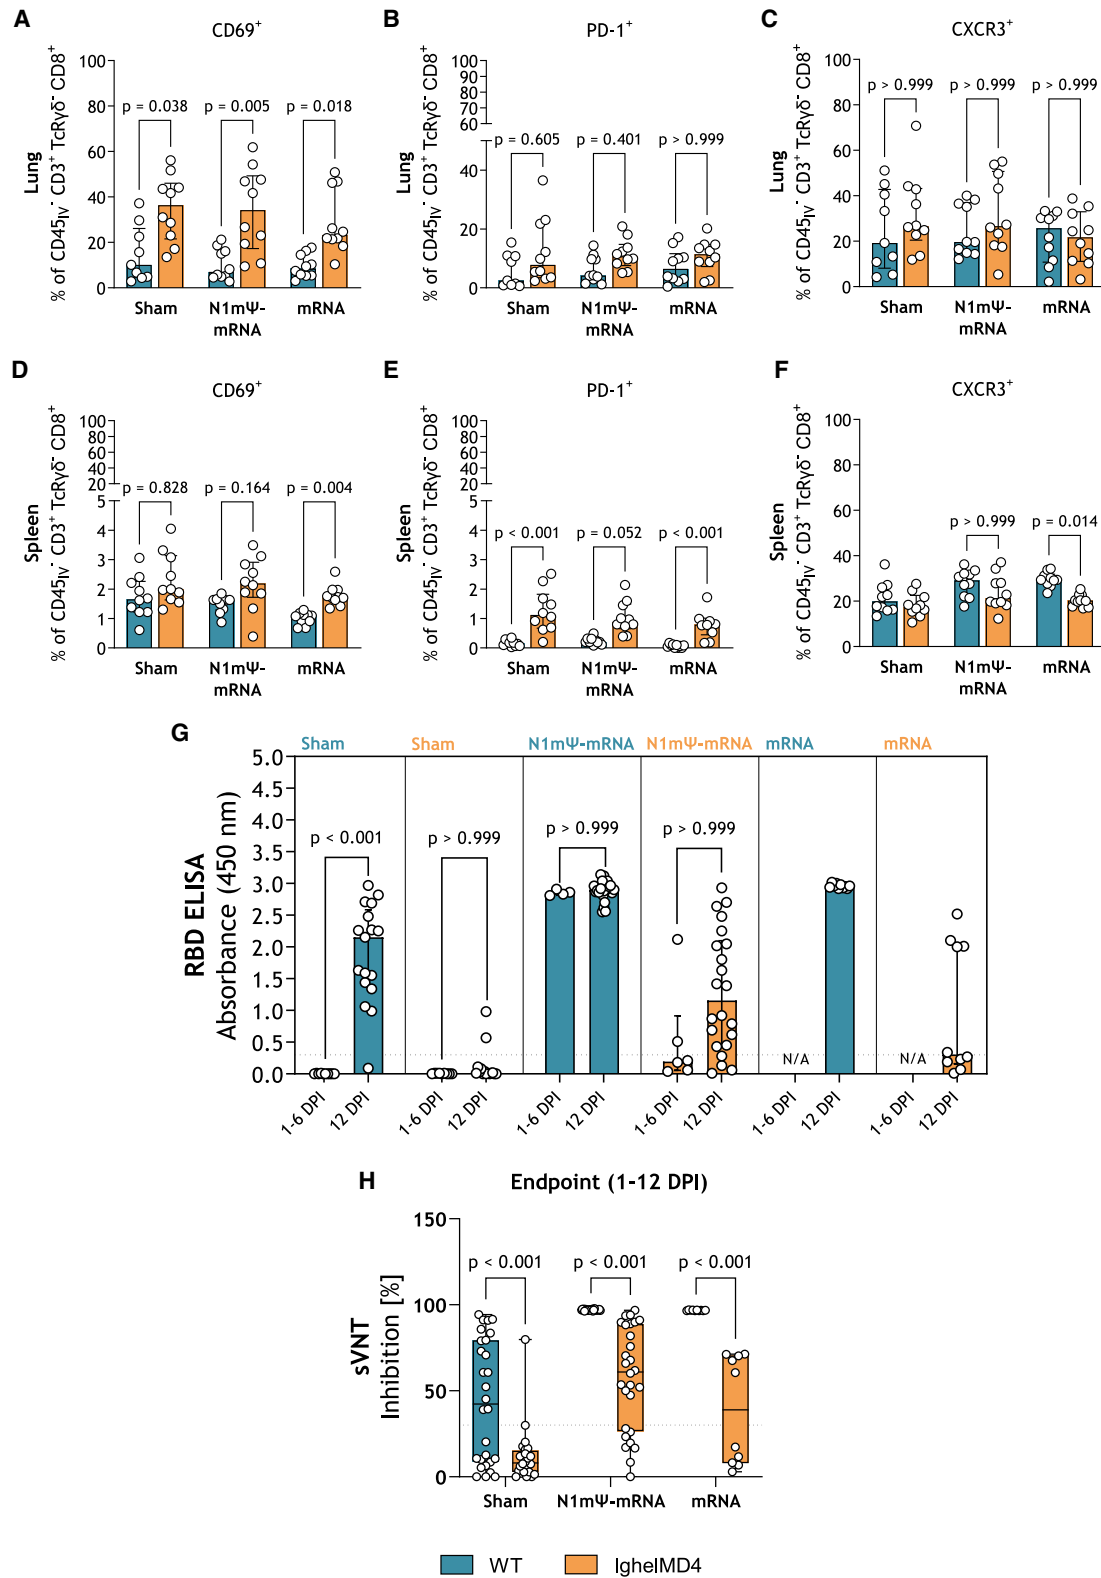 A
CD69+
Lung
% of CD45IV- CD3+ TcRγδ- CD8+
100
80
60
40
20
0
p = 0.038
p = 0.005
p = 0.018
Sham
N1mΨ-
mRNA
mRNA
B
PD-1+
Lung
% of CD45IV- CD3+ TcRγδ- CD8+
100
90
80
70
60
40
20
0
p = 0.605
p = 0.401
p > 0.999
Sham
N1mΨ-
mRNA
mRNA
C
CXCR3+
Lung
% of CD45IV- CD3+ TcRγδ- CD8+
100
80
60
40
20
0
p > 0.999
p > 0.999
p > 0.999
Sham
N1mΨ-
mRNA
mRNA
D
CD69+
Spleen
% of CD45IV- CD3+ TcRγδ- CD8+
100
80
60
40
20
5
4
3
2
1
0
p = 0.828
p = 0.164
p = 0.004
Sham
N1mΨ-
mRNA
mRNA
E
PD-1+
Spleen
% of CD45IV- CD3+ TcRγδ- CD8+
100
80
60
40
20
5
4
3
2
1
0
p < 0.001
p = 0.052
p < 0.001
Sham
N1mΨ-
mRNA
mRNA
F
CXCR3+
Spleen
% of CD45IV- CD3+ TcRγδ- CD8+
100
80
60
40
20
0
p > 0.999
p = 0.014
Sham
N1mΨ-
mRNA
mRNA
G
Sham
Sham
N1mΨ-mRNA
N1mΨ-mRNA
mRNA
mRNA
RBD ELISA
Absorbance (450 nm)
5.0
4.5
4.0
3.5
3.0
2.5
2.0
1.5
1.0
0.5
0.0
p < 0.001
p > 0.999
p > 0.999
p > 0.999
N/A
N/A
1-6 DPI
12 DPI
1-6 DPI
12 DPI
1-6 DPI
12 DPI
1-6 DPI
12 DPI
1-6 DPI
12 DPI
1-6 DPI
12 DPI
H
Endpoint (1-12 DPI)
sVNT
Inhibition [%]
150
100
50
0
p < 0.001
p < 0.001
p < 0.001
Sham
N1mΨ-mRNA
mRNA
WT
IghelMD4